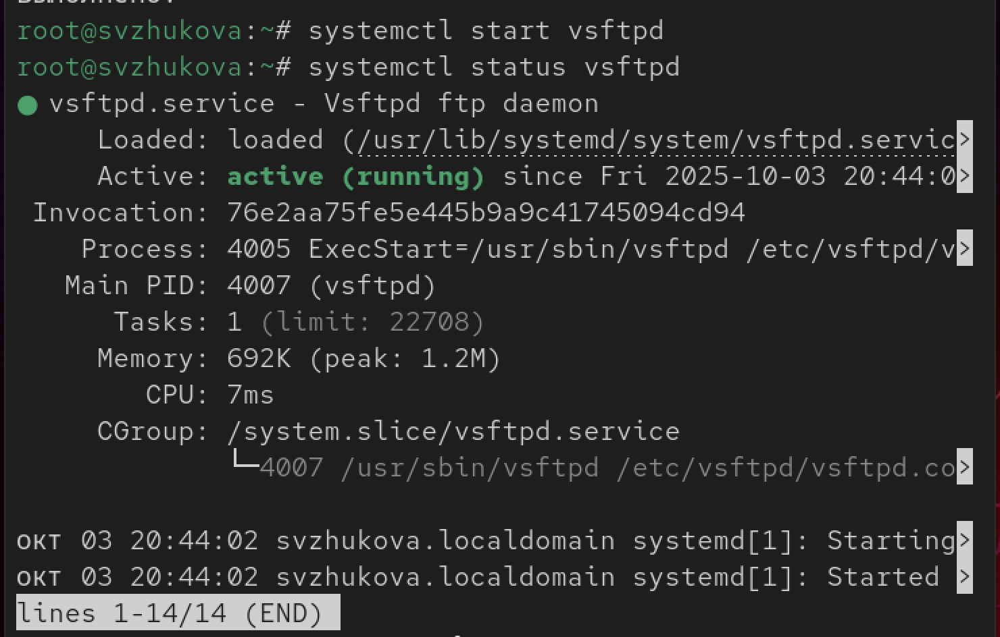 Выполнено!
root@svzhukova:~# systemctl start vsftpd
root@svzhukova:~# systemctl status vsftpd
● vsftpd.service - Vsftpd ftp daemon
     Loaded: loaded (/usr/lib/systemd/system/vsftpd.servic>
     Active: active (running) since Fri 2025-10-03 20:44:0>
 Invocation: 76e2aa75fe5e445b9a9c41745094cd94
    Process: 4005 ExecStart=/usr/sbin/vsftpd /etc/vsftpd/v>
   Main PID: 4007 (vsftpd)
      Tasks: 1 (limit: 22708)
     Memory: 692K (peak: 1.2M)
        CPU: 7ms
     CGroup: /system.slice/vsftpd.service
             └─4007 /usr/sbin/vsftpd /etc/vsftpd/vsftpd.co>
окт 03 20:44:02 svzhukova.localdomain systemd[1]: Starting>
окт 03 20:44:02 svzhukova.localdomain systemd[1]: Started >
lines 1-14/14 (END)